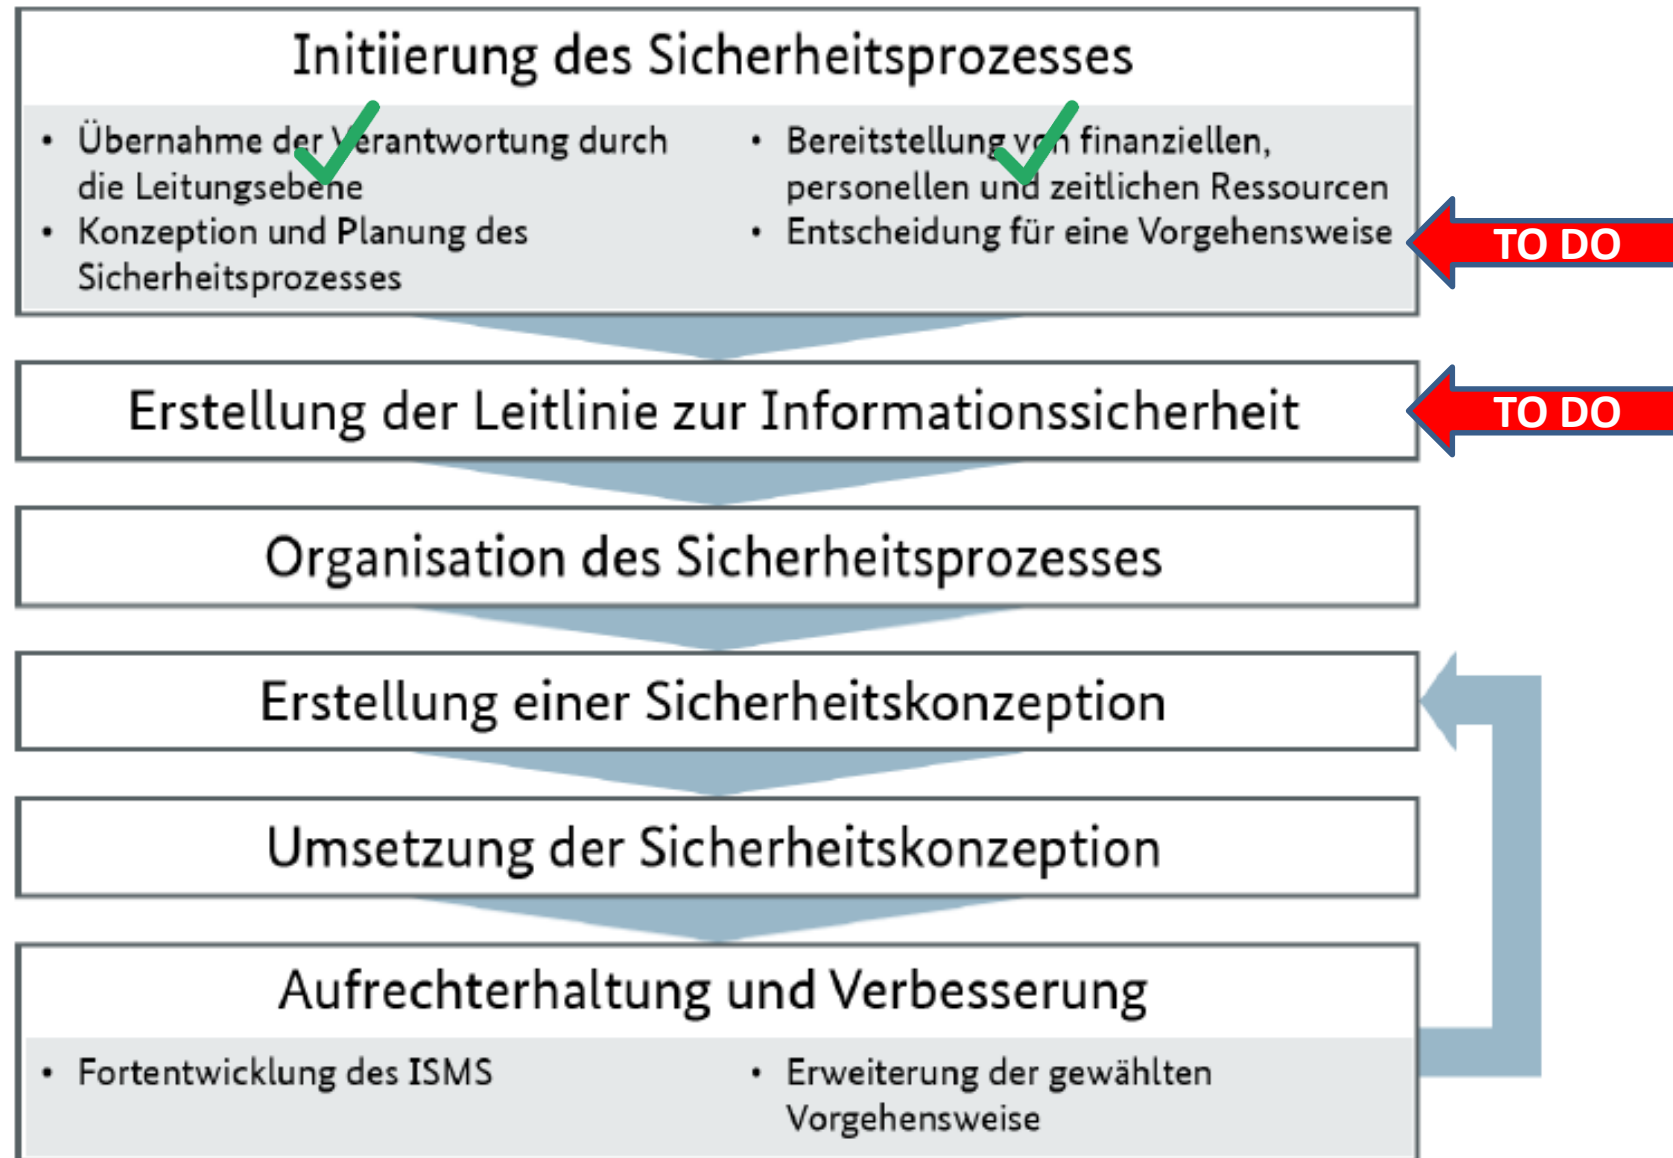 Initiierung des Sicherheitsprozesses
• Übernahme der Verantwortung durch
die Leitungsebene
• Konzeption und Planung des
Sicherheitsprozesses
• Bereitstellung von finanziellen,
personellen und zeitlichen Ressourcen
• Entscheidung für eine Vorgehensweise
TO DO
Erstellung der Leitlinie zur Informationssicherheit
TO DO
Organisation des Sicherheitsprozesses
Erstellung einer Sicherheitskonzeption
Umsetzung der Sicherheitskonzeption
Aufrechterhaltung und Verbesserung
• Fortentwicklung des ISMS
• Erweiterung der gewählten
Vorgehensweise